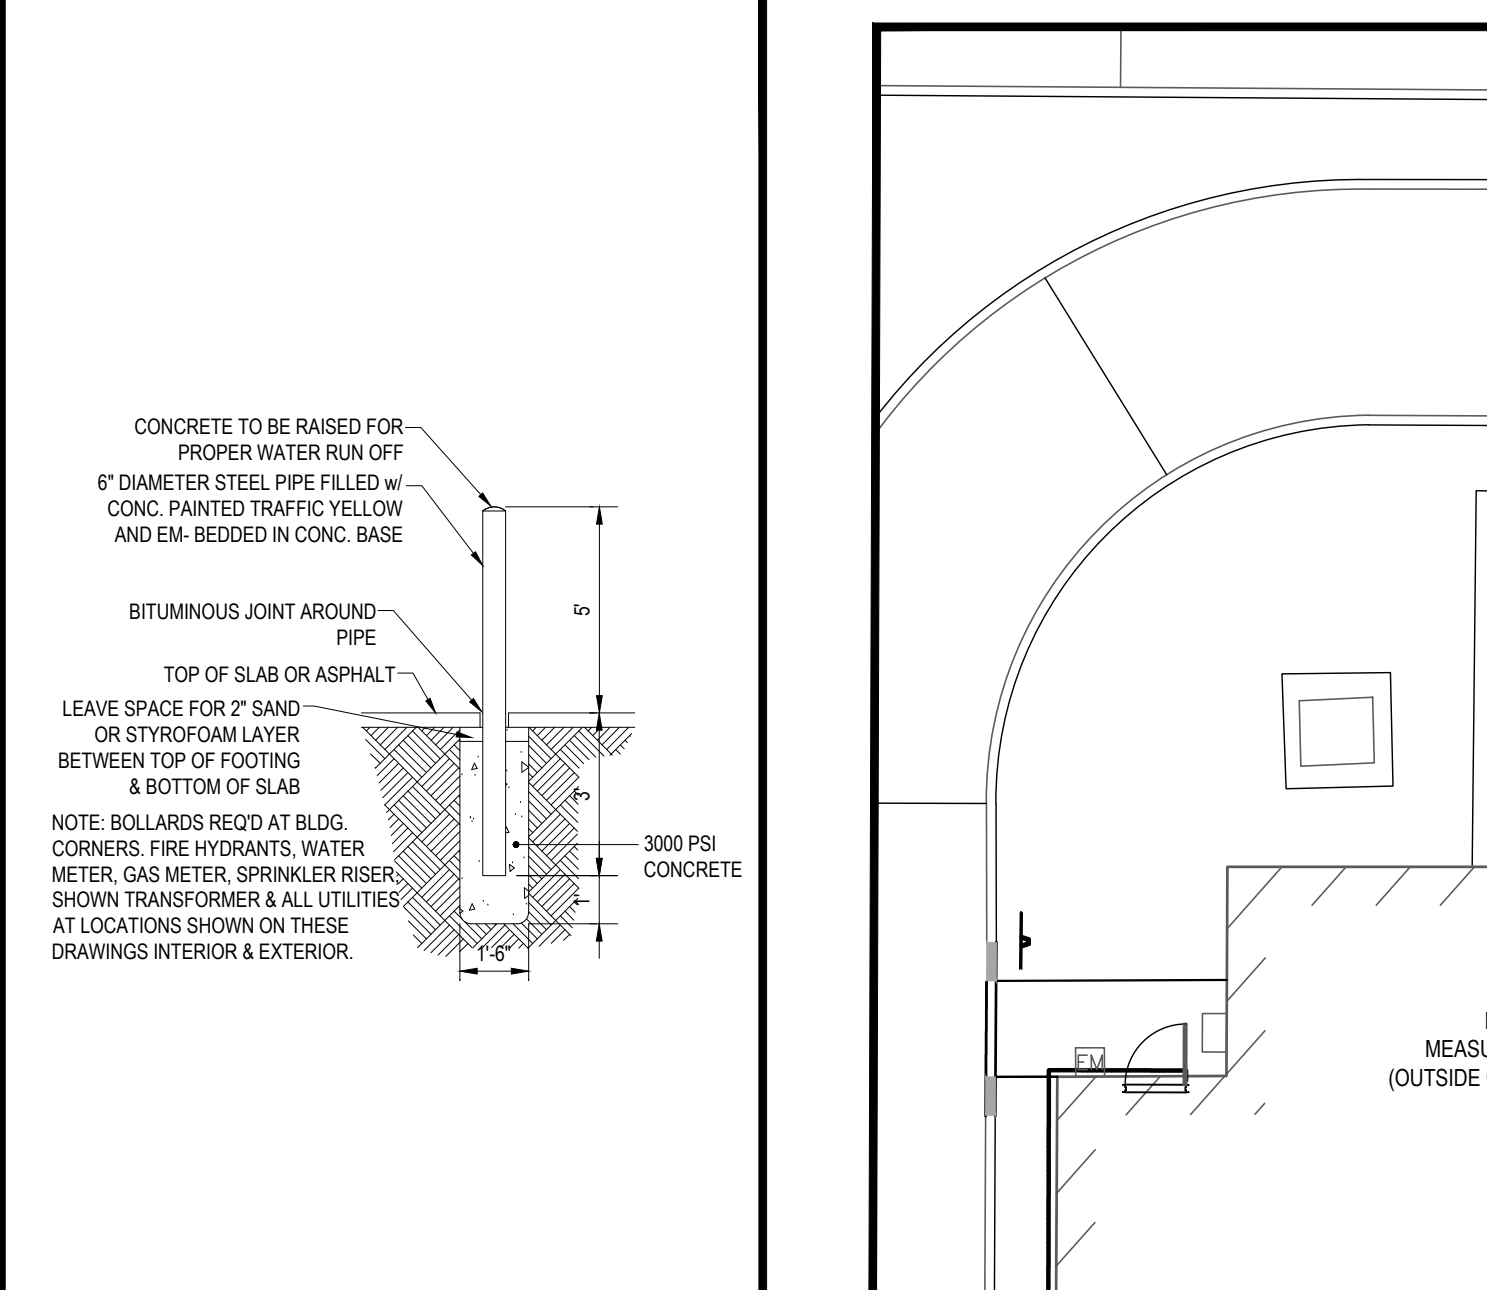 CONCRETE TO BE RAISED FOR
PROPER WATER RUN OFF
6" DIAMETER STEEL PIPE FILLED w/
CONC. PAINTED TRAFFIC YELLOW
AND EM- BEDDED IN CONC. BASE
BITUMINOUS JOINT AROUND
PIPE
TOP OF SLAB OR ASPHALT
LEAVE SPACE FOR 2" SAND
OR STYROFOAM LAYER
BETWEEN TOP OF FOOTING
& BOTTOM OF SLAB
NOTE: BOLLARDS REQ'D AT BLDG.
CORNERS. FIRE HYDRANTS, WATER
METER, GAS METER, SPRINKLER RISER,
SHOWN TRANSFORMER & ALL UTILITIES
AT LOCATIONS SHOWN ON THESE
DRAWINGS INTERIOR & EXTERIOR.
5'
3'
1'
1'-6"
3000 PSI
CONCRETE
EM
MEASU
(OUTSIDE